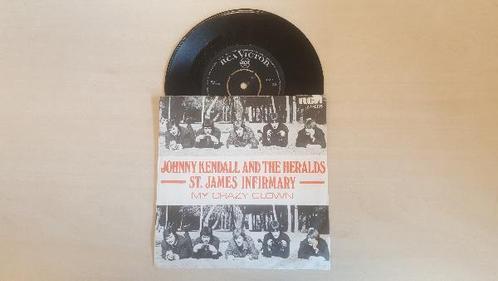 RCA VICTOR
RCA
JOHNNY KENDALL AND THE HERALDS
ST. JAMES INFIRMARY
MY CRAZY CLOWN